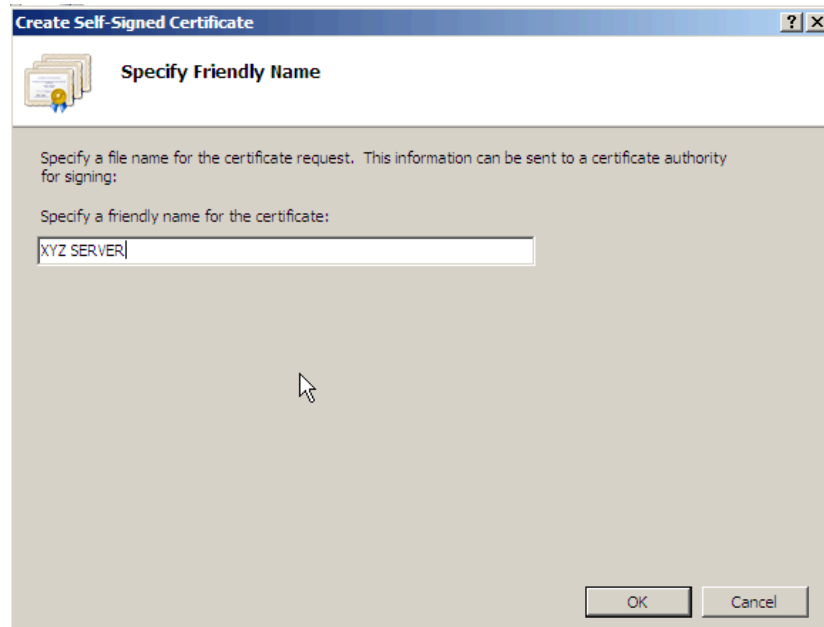 Create Self-Signed Certificate
Specify Friendly Name
Specify a file name for the certificate request. This information can be sent to a certificate authority
for signing:
Specify a friendly name for the certificate:
XYZ SERVER
OK Cancel